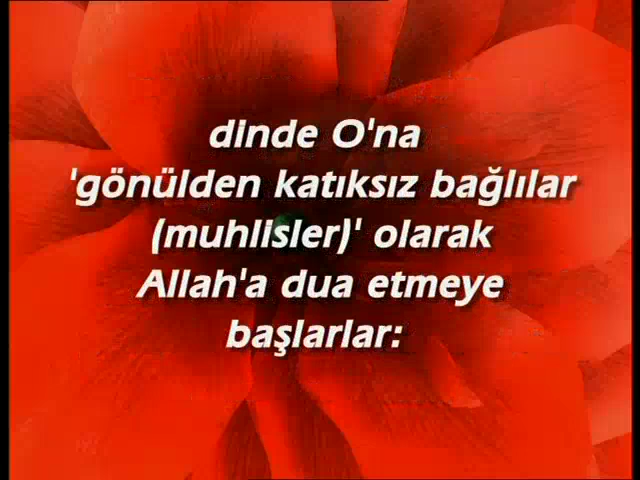 dinde O'na
'gönülden katıksız bağlılar
(muhlisler)' olarak
Allah'a dua etmeye
başlarlar: